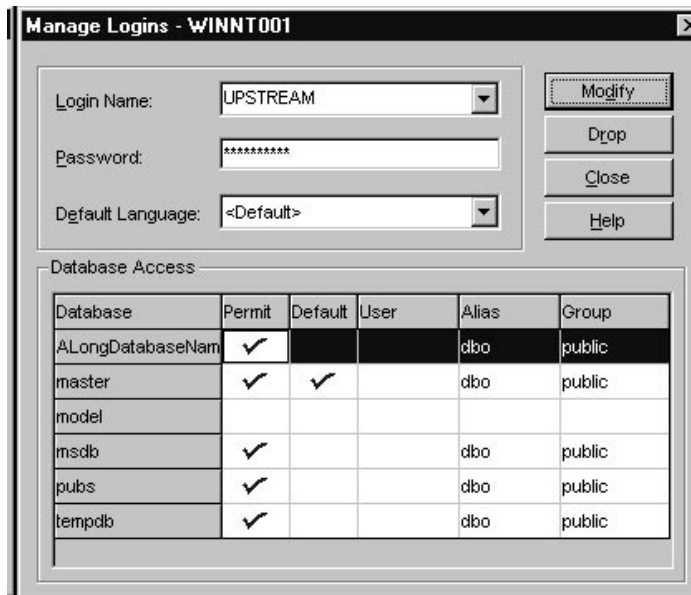 Manage Logins - WINNT001
Login Name:
UPSTREAM
Modify
Drop
Password:
**********
Close
Default Language:
<Default>
Help
Database Access
Database Permit Default User Alias Group
ALongDatabaseNam dbo public
master dbo public
model
msdb dbo public
pubs dbo public
tempdb dbo public